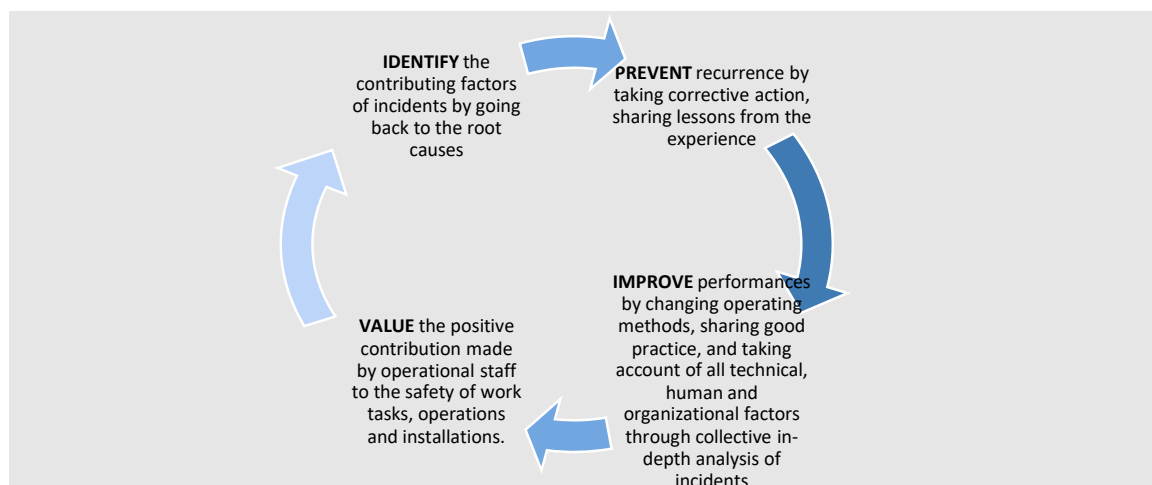 IDENTIFY the
contributing factors
of incidents by going
back to the root
causes
PREVENT recurrence by
taking corrective action,
sharing lessons from the
experience
IMPROVE performances
by changing operating
methods, sharing good
practice, and taking
account of all technical,
human and
organizational factors
through collective in-
depth analysis of
incidents
VALUE the positive
contribution made
by operational staff
to the safety of work
tasks, operations
and installations.